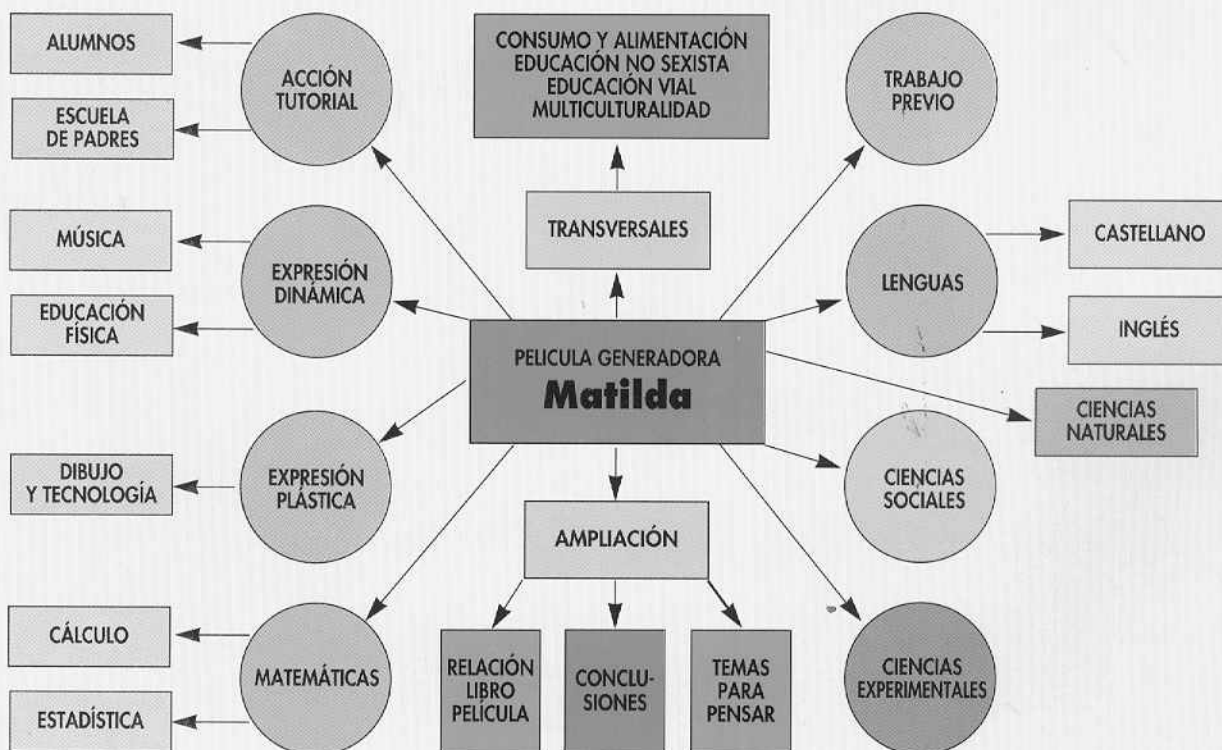 ALUMNOS
ESCUELA
DE PADRES
ACCIÓN
TUTORIAL
CONSUMO Y ALIMENTACIÓN
EDUCACIÓN NO SEXISTA
EDUCACIÓN VIAL
MULTICULTURALIDAD
TRABAJO
PREVIO
MÚSICA
EDUCACIÓN
FÍSICA
EXPRESIÓN
DINÁMICA
TRANSVERSALES
LENGUAS
CASTELLANO
INGLÉS
PELICULA GENERADORA
Matilda
CIENCIAS
NATURALES
DIBUJO
Y TECNOLOGÍA
EXPRESIÓN
PLÁSTICA
CIENCIAS
SOCIALES
AMPLIACIÓN
CÁLCULO
ESTADÍSTICA
MATEMÁTICAS
RELACIÓN
LIBRO
PELÍCULA
CONCLU-
SIONES
TEMAS
PARA
PENSAR
CIENCIAS
EXPERIMENTALES